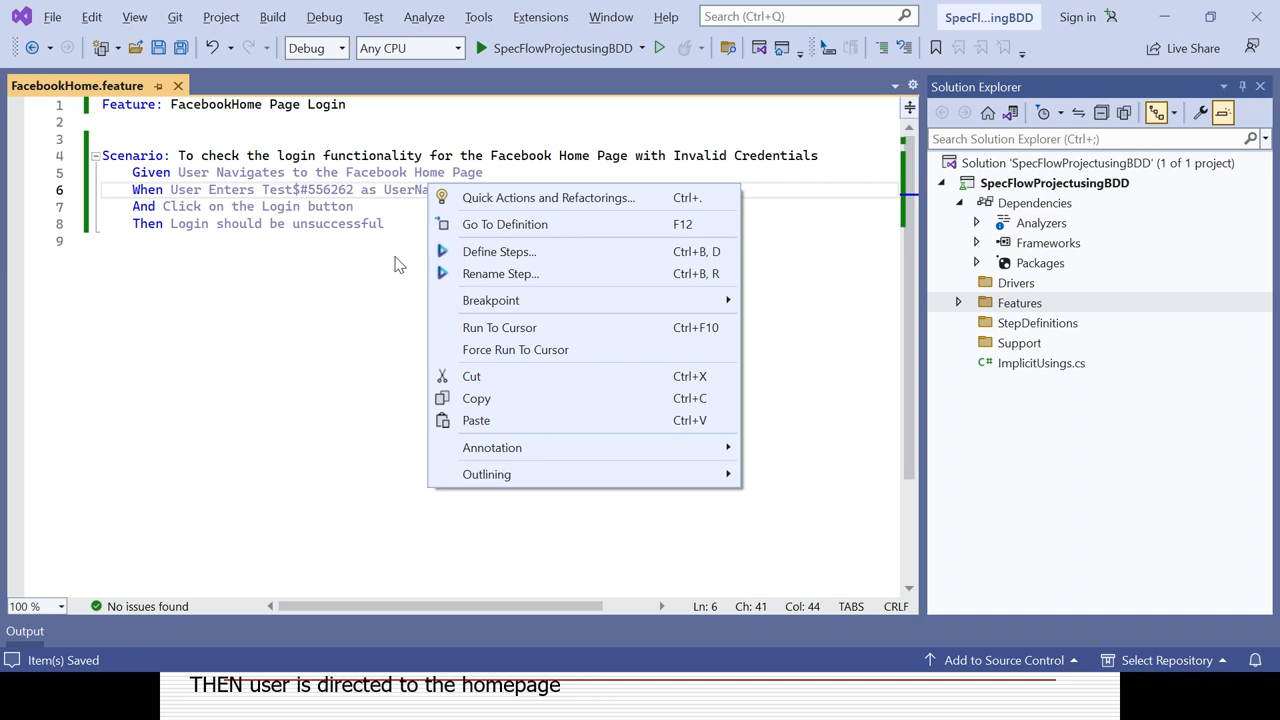 File Edit View Git Project Build Debug Test Analyze Tools Extensions Window Help Search (Ctrl+Q) SpecFl...ingBDD Sign in
Debug Any CPU SpecFlowProjectusingBDD Live Share
FacebookHome.feature
1 Feature: FacebookHome Page Login
2
3
4 Scenario: To check the login functionality for the Facebook Home Page with Invalid Credentials
5 Given User Navigates to the Facebook Home Page
6 When User Enters Test$#556262 as UserNa
7 And Click on the Login button
8 Then Login should be unsuccessful
9
Quick Actions and Refactorings... Ctrl+.
Go To Definition F12
Define Steps... Ctrl+B, D
Rename Step... Ctrl+B, R
Breakpoint
Run To Cursor Ctrl+F10
Force Run To Cursor
Cut Ctrl+X
Copy Ctrl+C
Paste Ctrl+V
Annotation
Outlining
Solution Explorer
Search Solution Explorer (Ctrl+;)
Solution 'SpecFlowProjectusingBDD' (1 of 1 project)
SpecFlowProjectusingBDD
Dependencies
Analyzers
Frameworks
Packages
Drivers
Features
StepDefinitions
Support
ImplicitUsings.cs
100 % No issues found Ln: 6 Ch: 41 Col: 44 TABS CRLF
Output
Item(s) Saved Add to Source Control Select Repository
THEN user is directed to the homepage